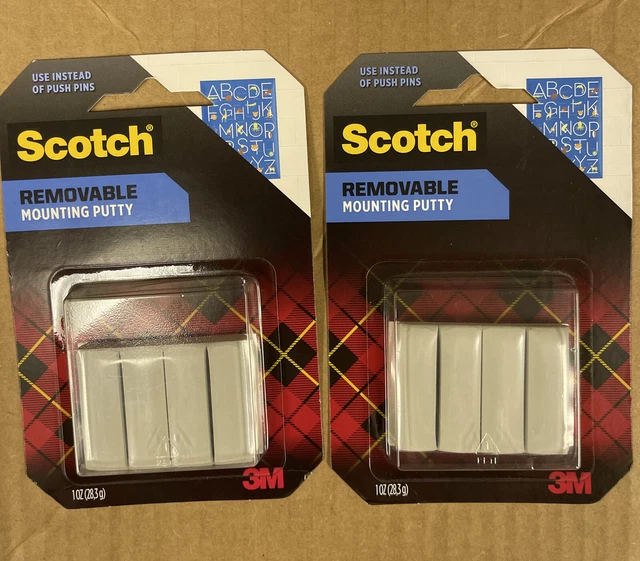 USE INSTEAD
OF PUSH PINS
Scotch®
REMOVABLE
MOUNTING PUTTY
1 OZ (28,3 g)
3M
USE INSTEAD
OF PUSH PINS
Scotch®
REMOVABLE
MOUNTING PUTTY
1 OZ (28,3 g)
3M